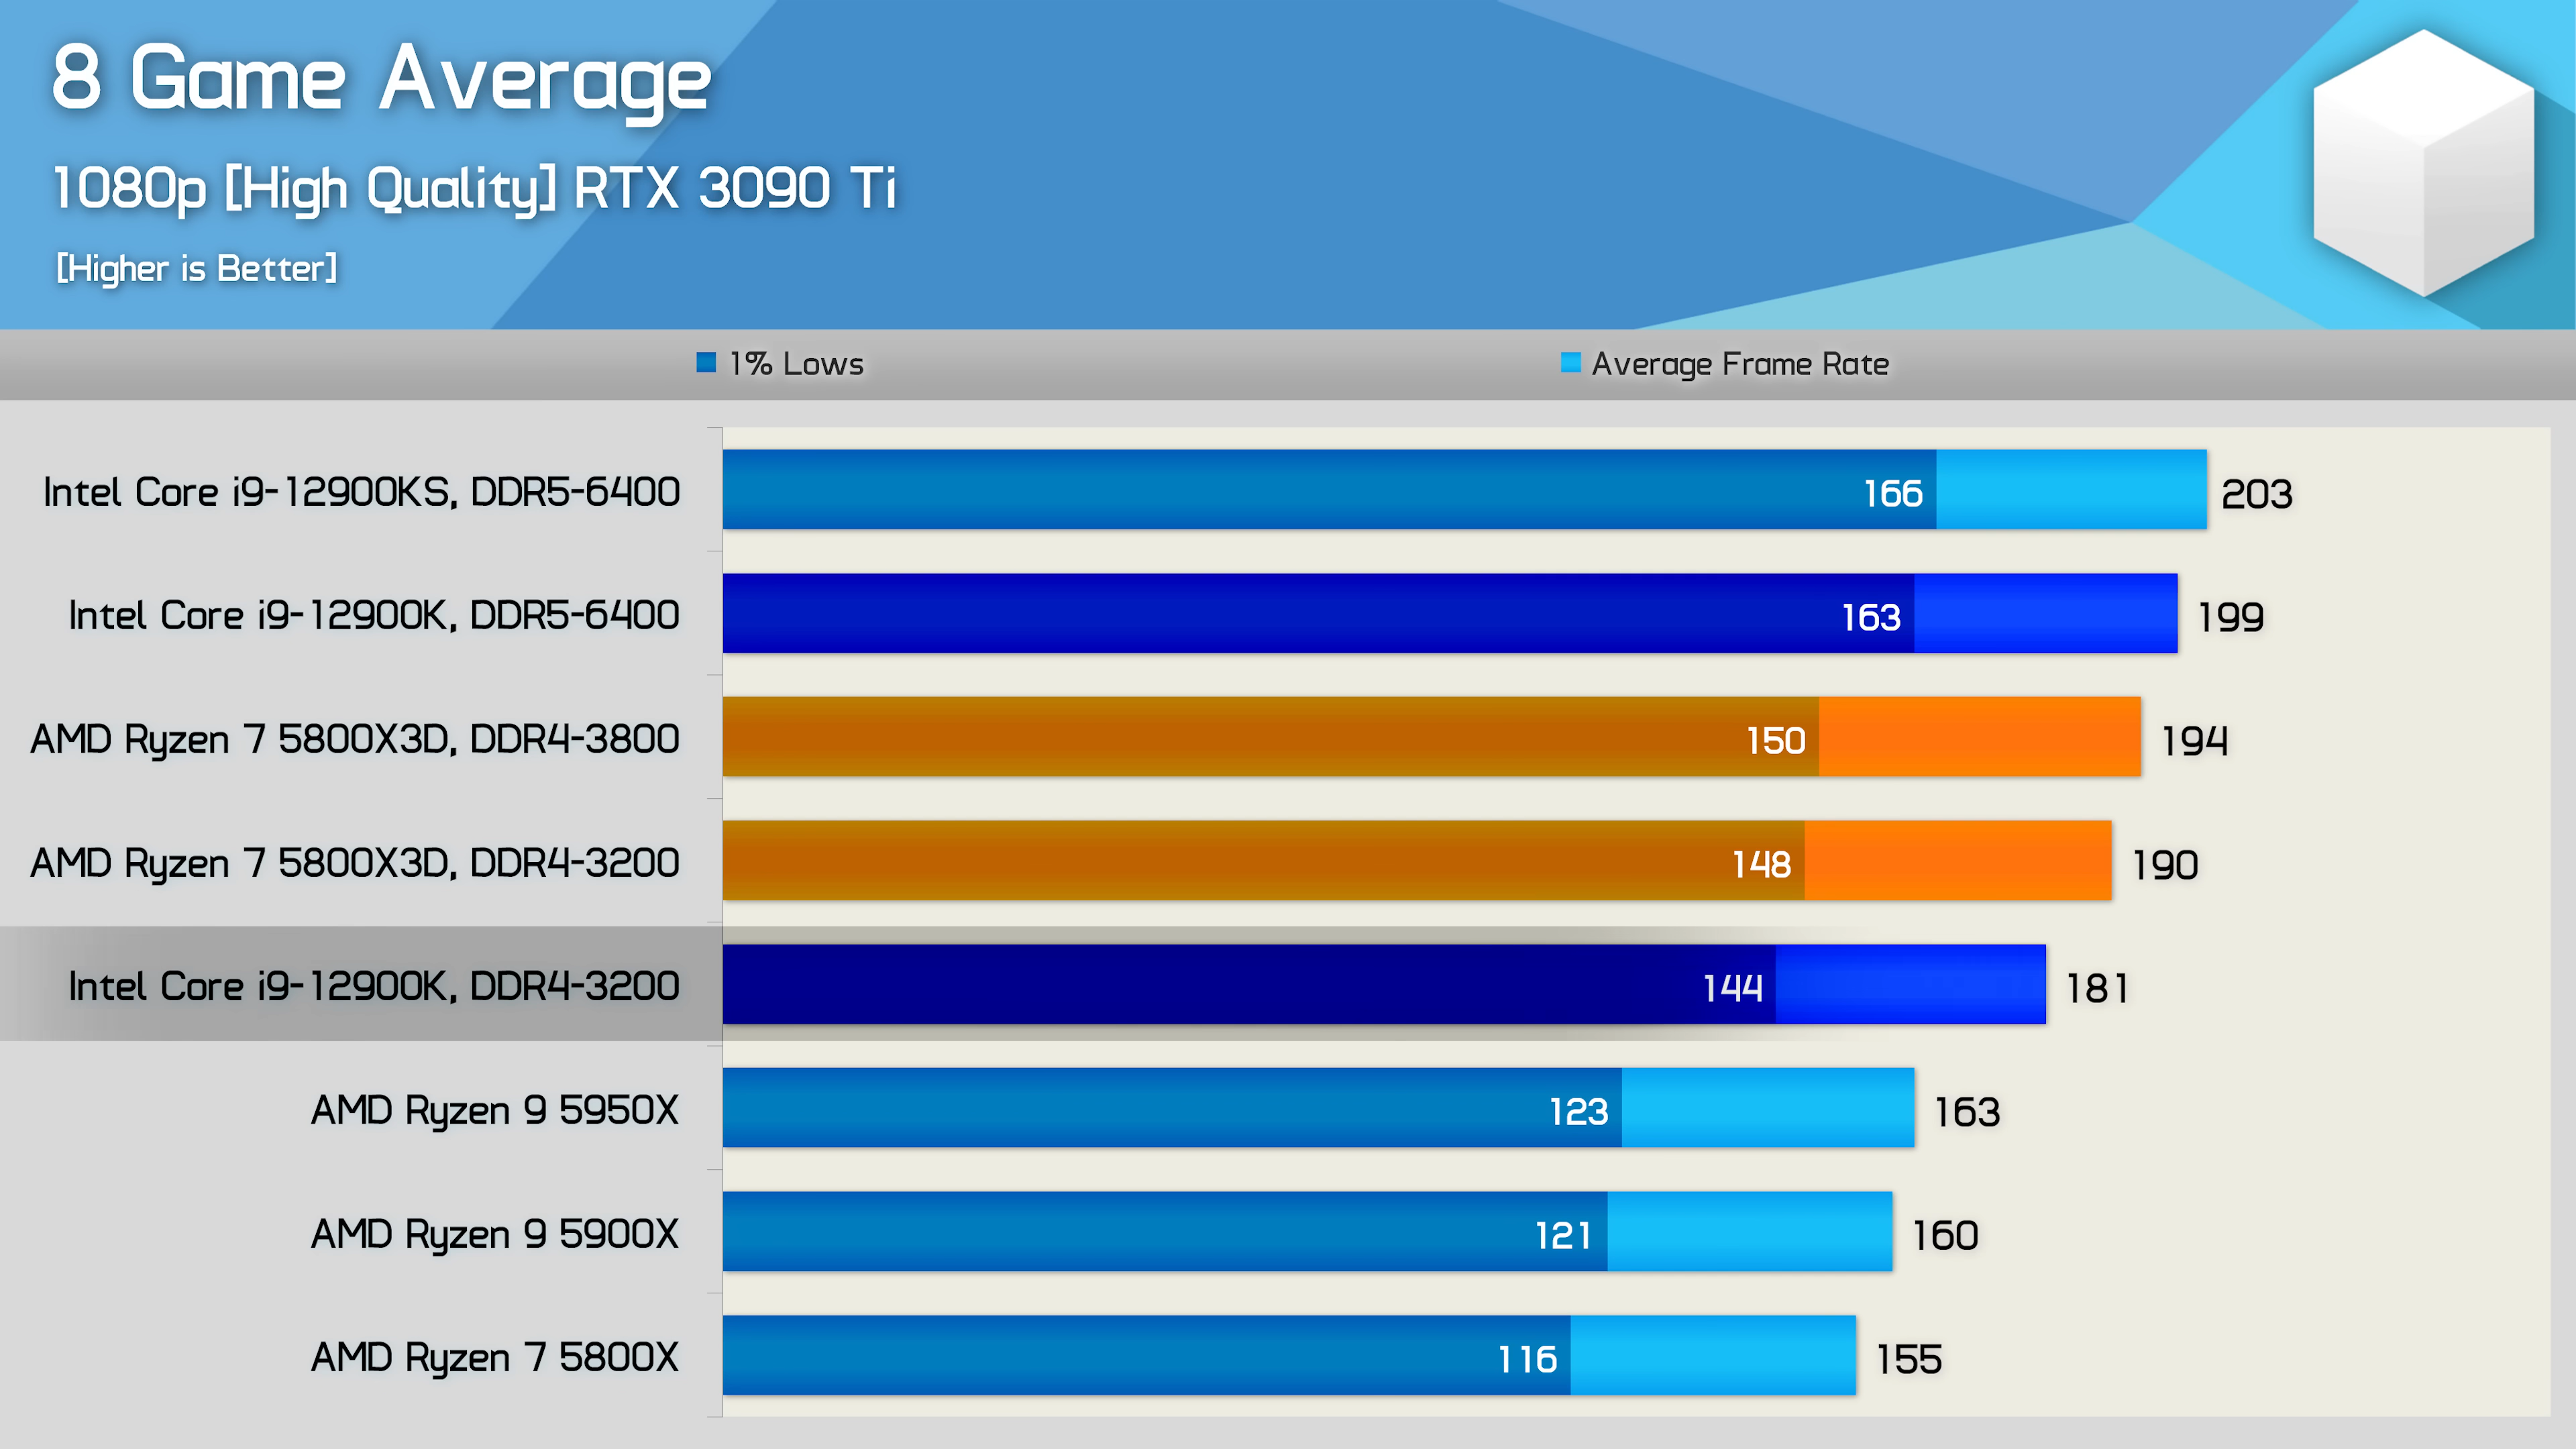 8 Game Average
1080p [High Quality] RTX 3090 Ti
[Higher is Better]
1% Lows Average Frame Rate
Intel Core i9-12900KS, DDR5-6400 166 203
Intel Core i9-12900K, DDR5-6400 163 199
AMD Ryzen 7 5800X3D, DDR4-3800 150 194
AMD Ryzen 7 5800X3D, DDR4-3200 148 190
Intel Core i9-12900K, DDR4-3200 144 181
AMD Ryzen 9 5950X 123 163
AMD Ryzen 9 5900X 121 160
AMD Ryzen 7 5800X 116 155